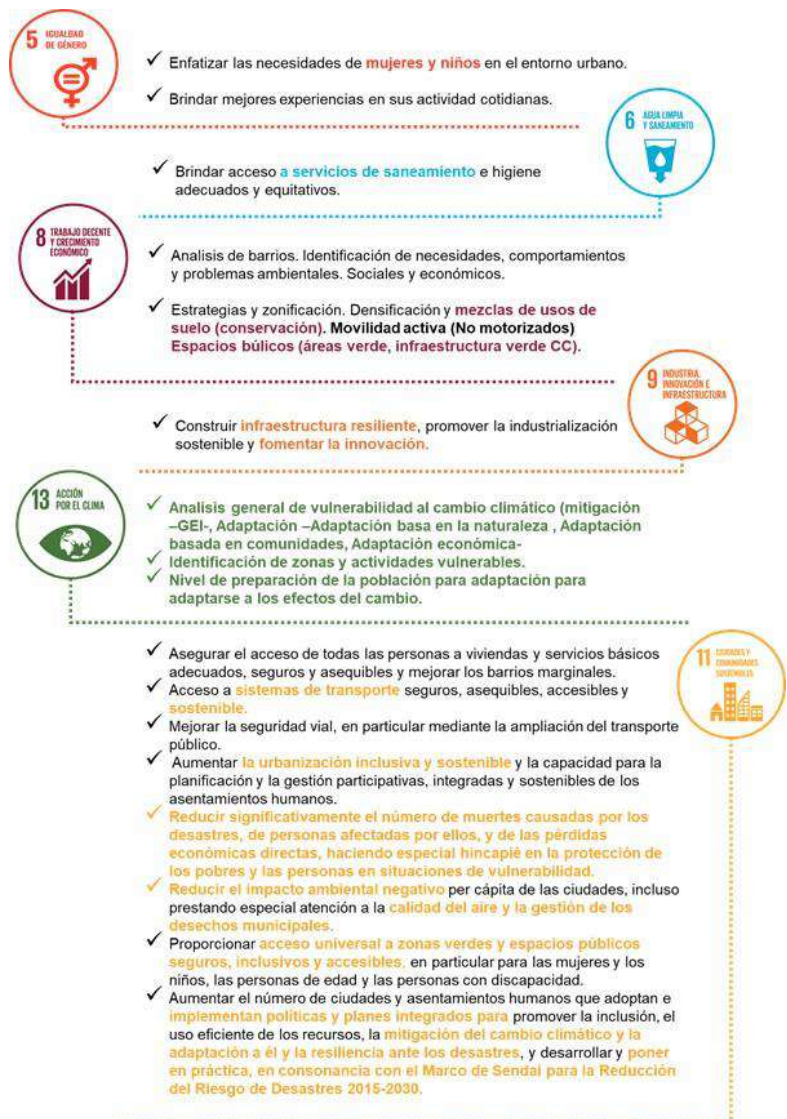 5 IGUALDAD
DE GÉNERO
✓ Enfatizar las necesidades de mujeres y niños en el entorno urbano.
✓ Brindar mejores experiencias en sus actividad cotidianas.
6 AGUA LIMPIA
Y SANEAMIENTO
✓ Brindar acceso a servicios de saneamiento e higiene
adecuados y equitativos.
8 TRABAJO DECENTE
Y CRECIMIENTO
ECONÓMICO
✓ Analisis de barrios. Identificación de necesidades, comportamientos
y problemas ambientales. Sociales y económicos.
✓ Estrategias y zonificación. Densificación y mezclas de usos de
suelo (conservación). Movilidad activa (No motorizados)
Espacios búlicos (áreas verde, infraestructura verde CC).
9 INDUSTRIA,
INNOVACIÓN E
INFRAESTRUCTURA
✓ Construir infraestructura resiliente, promover la industrialización
sostenible y fomentar la innovación.
13 ACCIÓN
POR EL CLIMA
✓ Analisis general de vulnerabilidad al cambio climático (mitigación
–GEI-, Adaptación –Adaptación basa en la naturaleza , Adaptación
basada en comunidades, Adaptación económica-
✓ Identificación de zonas y actividades vulnerables.
✓ Nivel de preparación de la población para adaptación para
adaptarse a los efectos del cambio.
11 CIUDADES Y
COMUNIDADES
SOSTENIBLES
✓ Asegurar el acceso de todas las personas a viviendas y servicios básicos
adecuados, seguros y asequibles y mejorar los barrios marginales.
✓ Acceso a sistemas de transporte seguros, asequibles, accesibles y
sostenible.
✓ Mejorar la seguridad vial, en particular mediante la ampliación del transporte
público.
✓ Aumentar la urbanización inclusiva y sostenible y la capacidad para la
planificación y la gestión participativas, integradas y sostenibles de los
asentamientos humanos.
✓ Reducir significativamente el número de muertes causadas por los
desastres, de personas afectadas por ellos, y de las pérdidas
económicas directas, haciendo especial hincapié en la protección de
los pobres y las personas en situaciones de vulnerabilidad.
✓ Reducir el impacto ambiental negativo per cápita de las ciudades, incluso
prestando especial atención a la calidad del aire y la gestión de los
desechos municipales.
✓ Proporcionar acceso universal a zonas verdes y espacios públicos
seguros, inclusivos y accesibles, en particular para las mujeres y los
niños, las personas de edad y las personas con discapacidad.
✓ Aumentar el número de ciudades y asentamientos humanos que adoptan e
implementan políticas y planes integrados para promover la inclusión, el
uso eficiente de los recursos, la mitigación del cambio climático y la
adaptación a él y la resiliencia ante los desastres, y desarrollar y poner
en práctica, en consonancia con el Marco de Sendai para la Reducción
del Riesgo de Desastres 2015-2030.